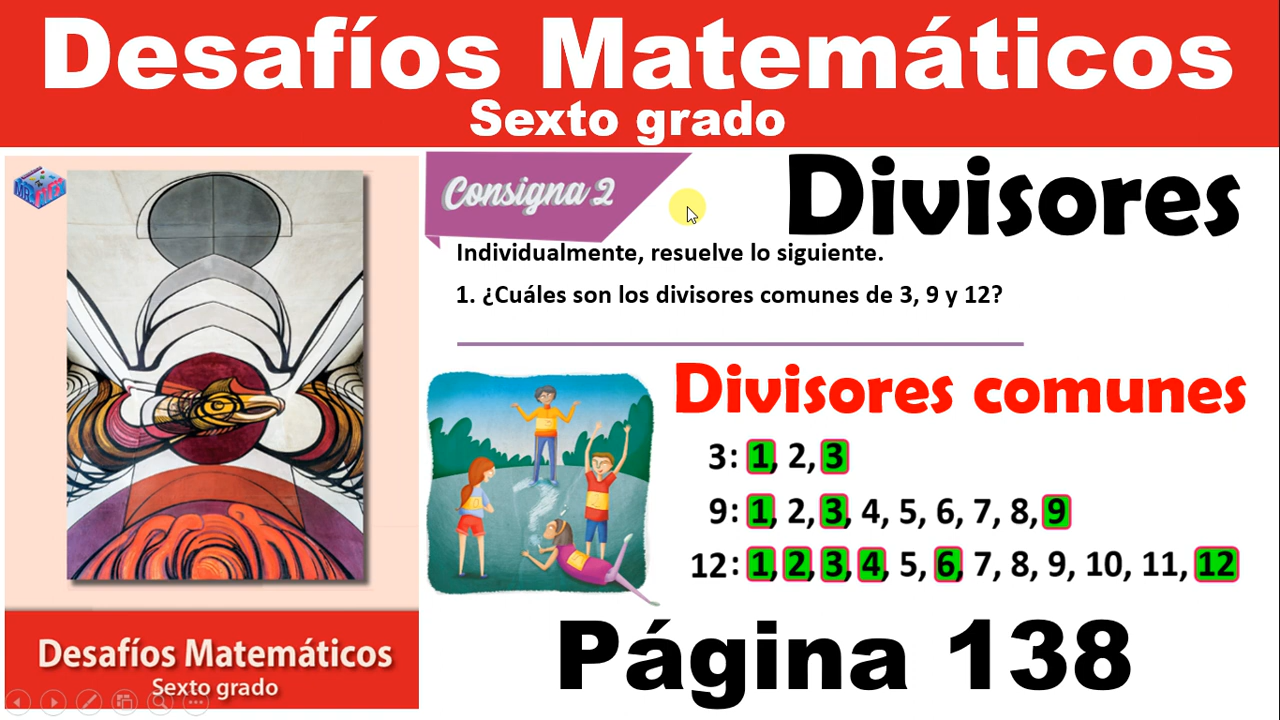 Desafíos Matemáticos
Sexto grado
Consigna 2
Divisores
Individualmente, resuelve lo siguiente.
1. ¿Cuáles son los divisores comunes de 3, 9 y 12?
Divisores comunes
3: 1, 2, 3
9: 1, 2, 3, 4, 5, 6, 7, 8, 9
12: 1, 2, 3, 4, 5, 6, 7, 8, 9, 10, 11, 12
Página 138
Desafíos Matemáticos
Sexto grado